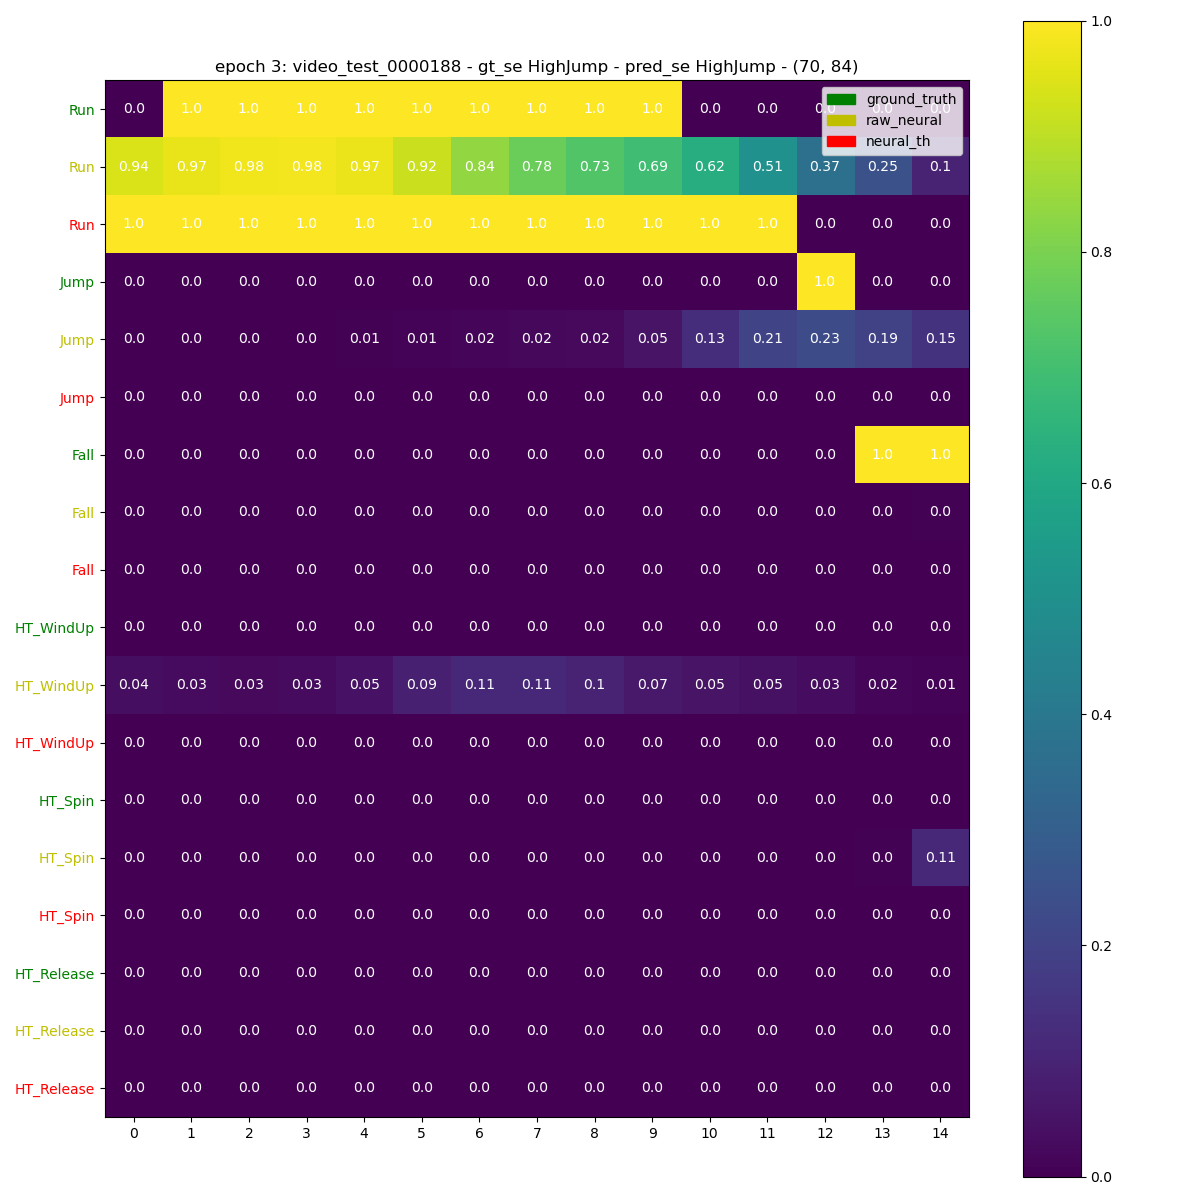 epoch 3: video_test_0000188 - gt_se HighJump - pred_se HighJump - (70, 84)
ground_truth
raw_neural
neural_th
Run 0.0 1.0 1.0 1.0 1.0 1.0 1.0 1.0 1.0 1.0 0.0 0.0 0.0 0.0 0.0
Run 0.94 0.97 0.98 0.98 0.97 0.92 0.84 0.78 0.73 0.69 0.62 0.51 0.37 0.25 0.1
Run 1.0 1.0 1.0 1.0 1.0 1.0 1.0 1.0 1.0 1.0 1.0 1.0 0.0 0.0 0.0
Jump 0.0 0.0 0.0 0.0 0.0 0.0 0.0 0.0 0.0 0.0 0.0 0.0 1.0 0.0 0.0
Jump 0.0 0.0 0.0 0.0 0.01 0.01 0.02 0.02 0.02 0.05 0.13 0.21 0.23 0.19 0.15
Jump 0.0 0.0 0.0 0.0 0.0 0.0 0.0 0.0 0.0 0.0 0.0 0.0 0.0 0.0 0.0
Fall 0.0 0.0 0.0 0.0 0.0 0.0 0.0 0.0 0.0 0.0 0.0 0.0 0.0 1.0 1.0
Fall 0.0 0.0 0.0 0.0 0.0 0.0 0.0 0.0 0.0 0.0 0.0 0.0 0.0 0.0 0.0
Fall 0.0 0.0 0.0 0.0 0.0 0.0 0.0 0.0 0.0 0.0 0.0 0.0 0.0 0.0 0.0
HT_WindUp 0.0 0.0 0.0 0.0 0.0 0.0 0.0 0.0 0.0 0.0 0.0 0.0 0.0 0.0 0.0
HT_WindUp 0.04 0.03 0.03 0.03 0.05 0.09 0.11 0.11 0.1 0.07 0.05 0.05 0.03 0.02 0.01
HT_WindUp 0.0 0.0 0.0 0.0 0.0 0.0 0.0 0.0 0.0 0.0 0.0 0.0 0.0 0.0 0.0
HT_Spin 0.0 0.0 0.0 0.0 0.0 0.0 0.0 0.0 0.0 0.0 0.0 0.0 0.0 0.0 0.0
HT_Spin 0.0 0.0 0.0 0.0 0.0 0.0 0.0 0.0 0.0 0.0 0.0 0.0 0.0 0.0 0.11
HT_Spin 0.0 0.0 0.0 0.0 0.0 0.0 0.0 0.0 0.0 0.0 0.0 0.0 0.0 0.0 0.0
HT_Release 0.0 0.0 0.0 0.0 0.0 0.0 0.0 0.0 0.0 0.0 0.0 0.0 0.0 0.0 0.0
HT_Release 0.0 0.0 0.0 0.0 0.0 0.0 0.0 0.0 0.0 0.0 0.0 0.0 0.0 0.0 0.0
HT_Release 0.0 0.0 0.0 0.0 0.0 0.0 0.0 0.0 0.0 0.0 0.0 0.0 0.0 0.0 0.0
0 1 2 3 4 5 6 7 8 9 10 11 12 13 14
1.0
0.8
0.6
0.4
0.2
0.0